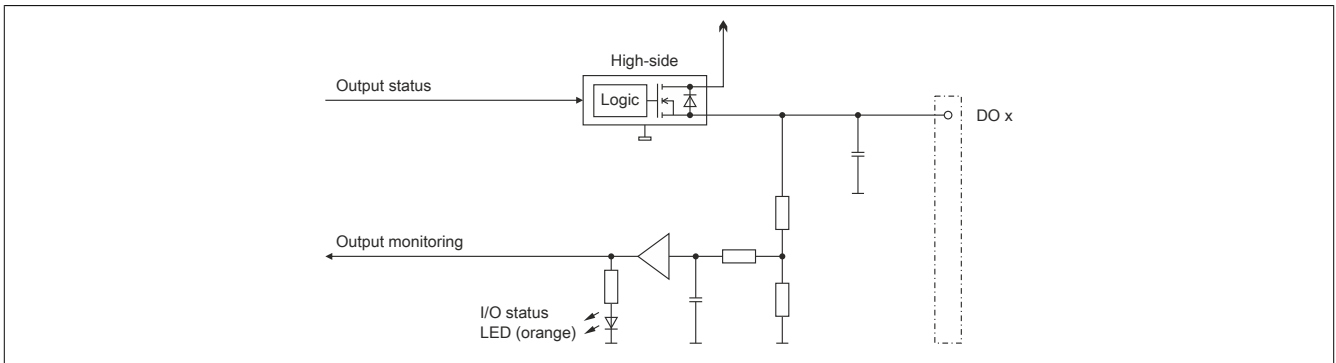 High-side
Output status
Logic
DO x
Output monitoring
I/O status
LED (orange)